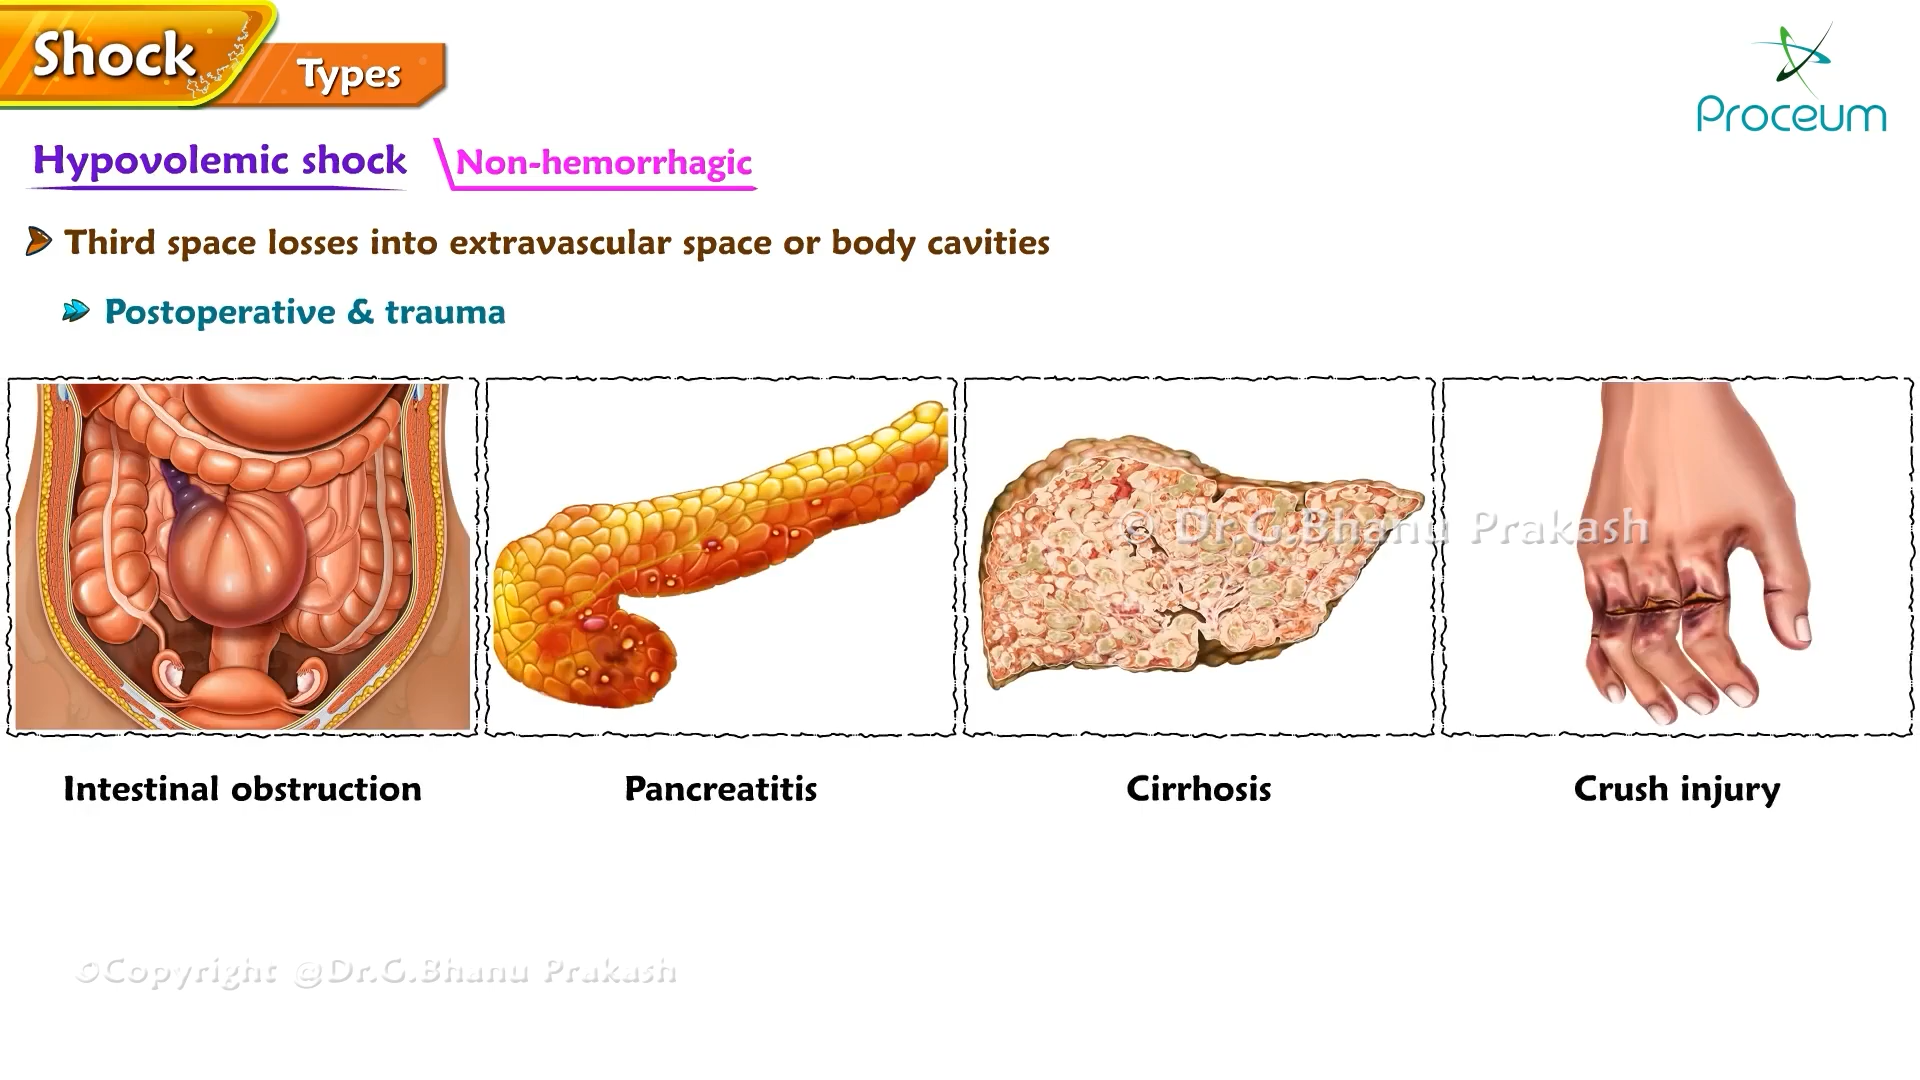 Shock
Types
Proceum
Hypovolemic shock
Non-hemorrhagic
Third space losses into extravascular space or body cavities
Postoperative & trauma
© Dr.G.Bhanu Prakash
Intestinal obstruction
Pancreatitis
Cirrhosis
Crush injury
©Copyright @Dr.G.Bhanu Prakash